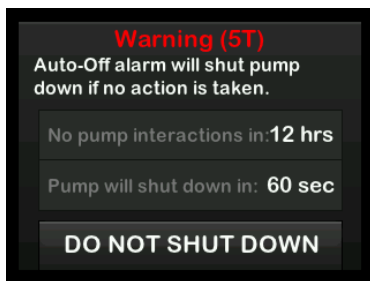 Warning (5T)
Auto-Off alarm will shut pump
down if no action is taken.
No pump interactions in:12 hrs
Pump will shut down in: 60 sec
DO NOT SHUT DOWN